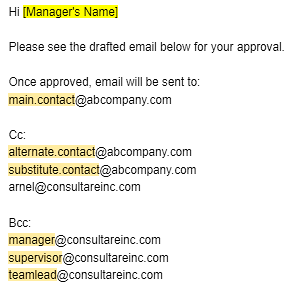 Hi [Manager's Name]
Please see the drafted email below for your approval.
Once approved, email will be sent to:
main.contact@abcompany.com
Cc:
alternate.contact@abcompany.com
substitute.contact@abcompany.com
arnel@consultareinc.com
Bcc:
manager@consultareinc.com
supervisor@consultareinc.com
teamlead@consultareinc.com